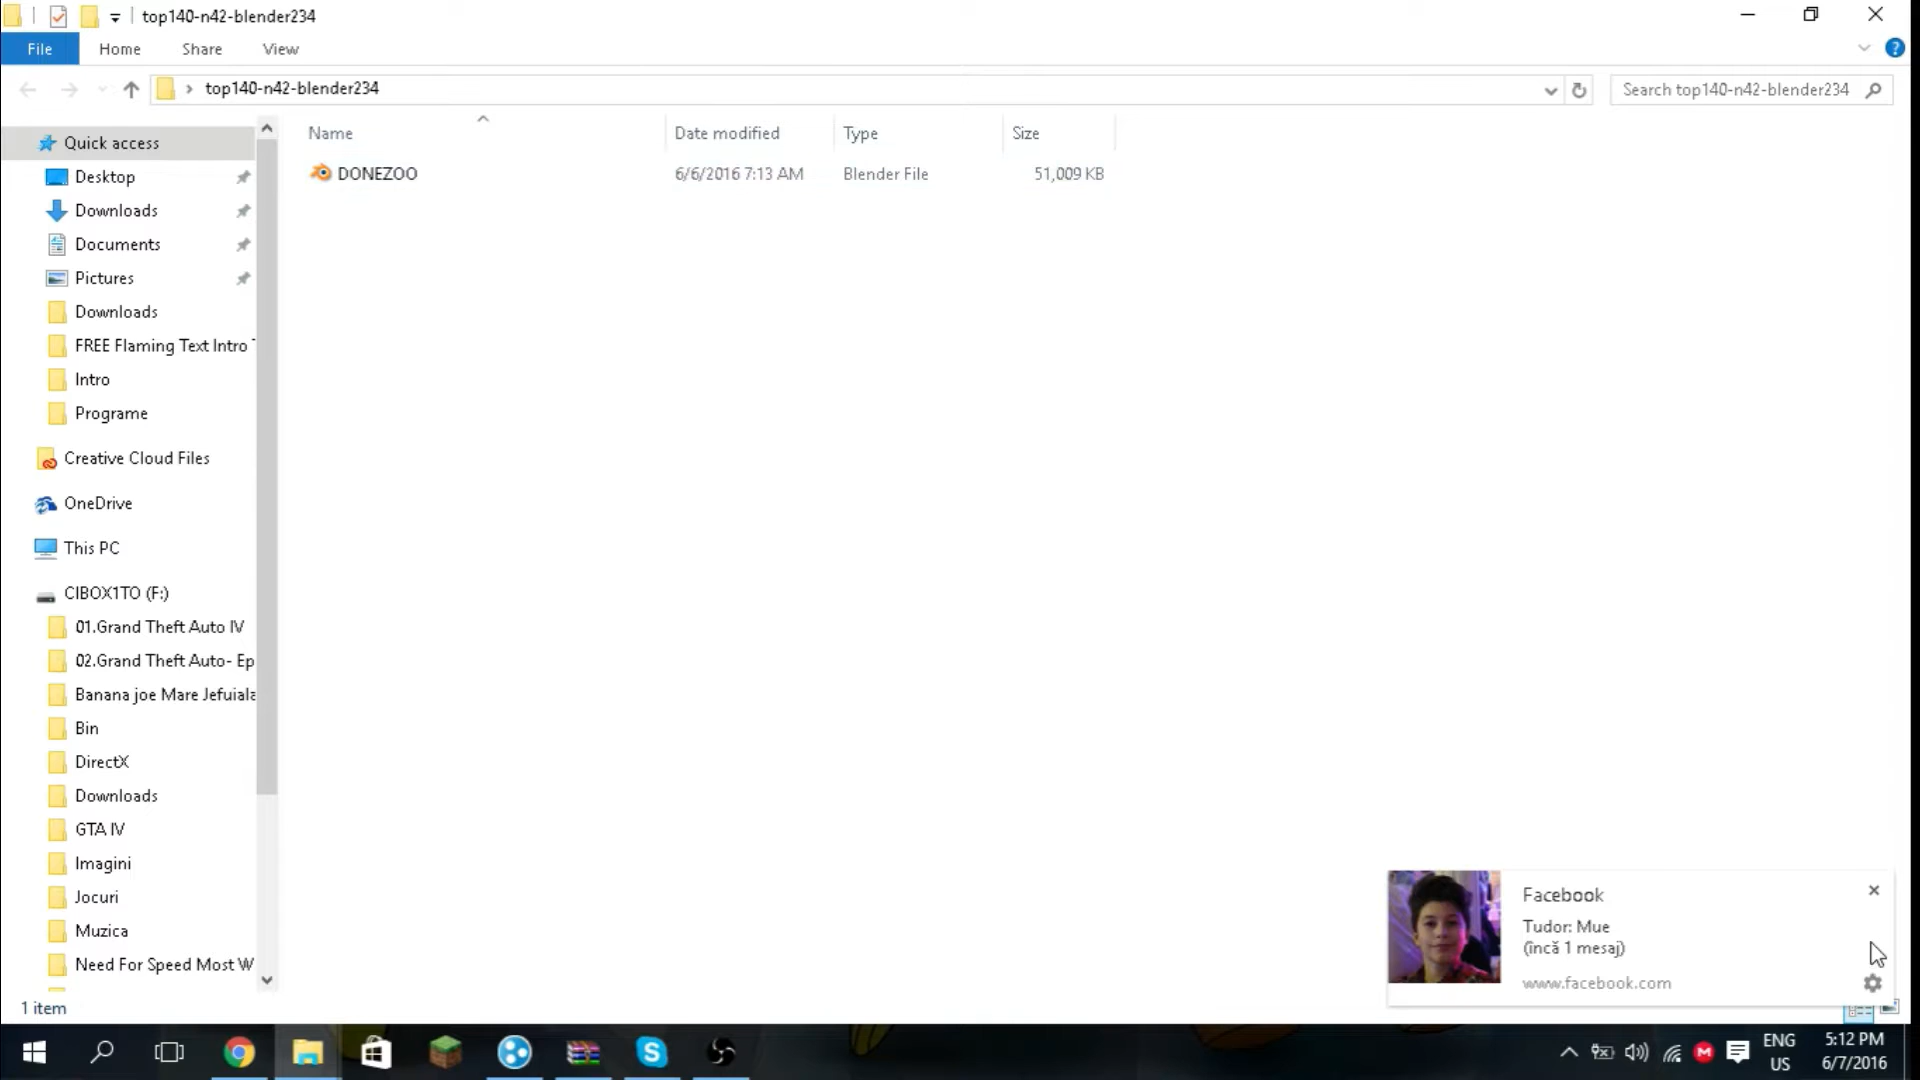 top140-n42-blender234
File Home Share View
top140-n42-blender234
Search top140-n42-blender234
Name Date modified Type Size
DONEZOO 6/6/2016 7:13 AM Blender File 51,009 KB
Quick access
Desktop
Downloads
Documents
Pictures
Downloads
FREE Flaming Text Intro
Intro
Programe
Creative Cloud Files
OneDrive
This PC
CIBOX1TO (F:)
01.Grand Theft Auto IV
02.Grand Theft Auto- Ep
Banana joe Mare Jefuiala
Bin
DirectX
Downloads
GTA IV
Imagini
Jocuri
Muzica
Need For Speed Most W
1 item
Facebook
Tudor: Mue
(încă 1 mesaj)
www.facebook.com
ENG
US
5:12 PM
6/7/2016